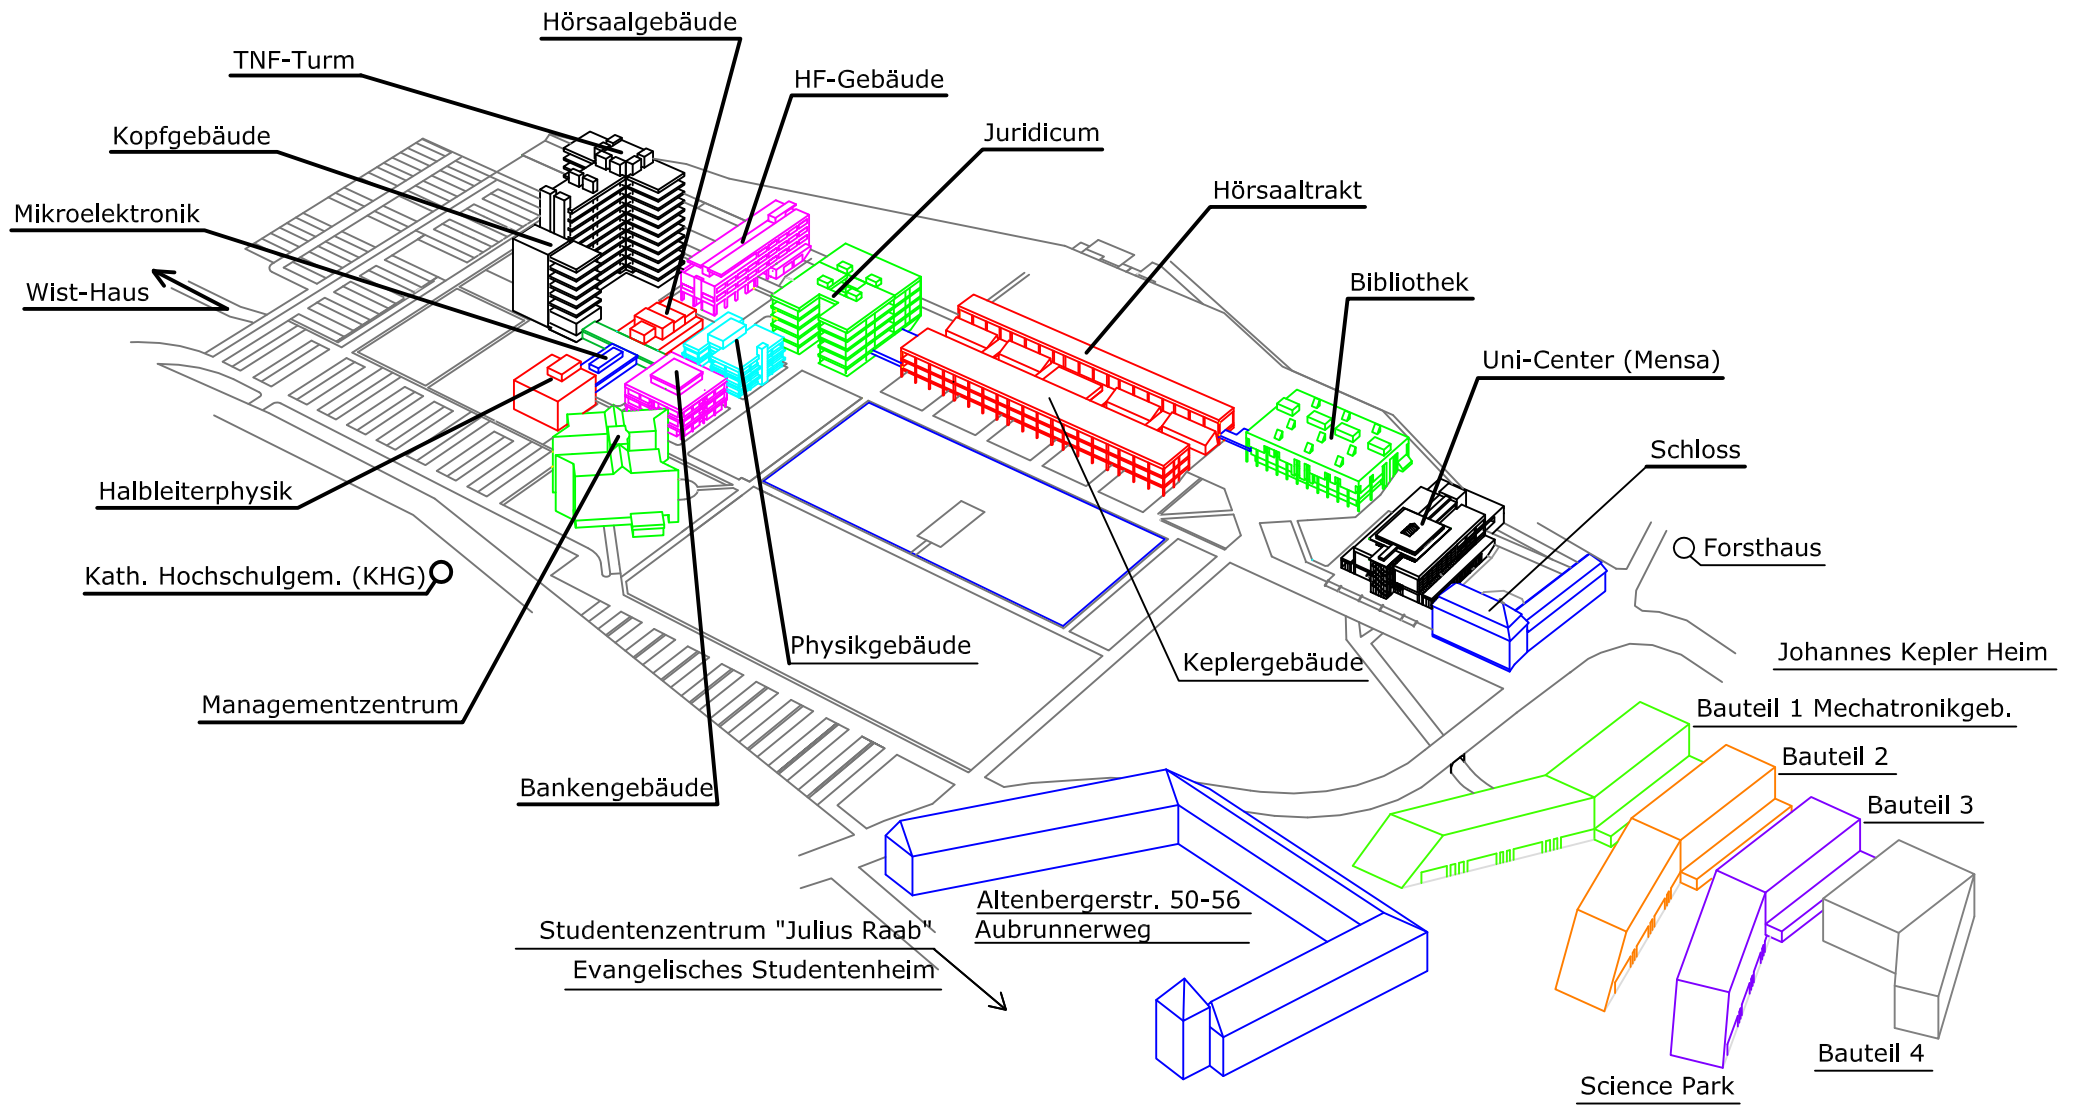 Hörsaalgebäude
TNF-Turm
HF-Gebäude
Kopfgebäude
Juridicum
Hörsaaltrakt
Mikroelektronik
Wist-Haus
Bibliothek
Uni-Center (Mensa)
Schloss
Halbleiterphysik
Forsthaus
Kath. Hochschulgem. (KHG)
Physikgebäude
Keplergebäude
Johannes Kepler Heim
Managementzentrum
Bauteil 1 Mechatronikgeb.
Bauteil 2
Bankengebäude
Bauteil 3
Altenbergerstr. 50-56
Aubrunnerweg
Studentenzentrum "Julius Raab"
Evangelisches Studentenheim
Bauteil 4
Science Park